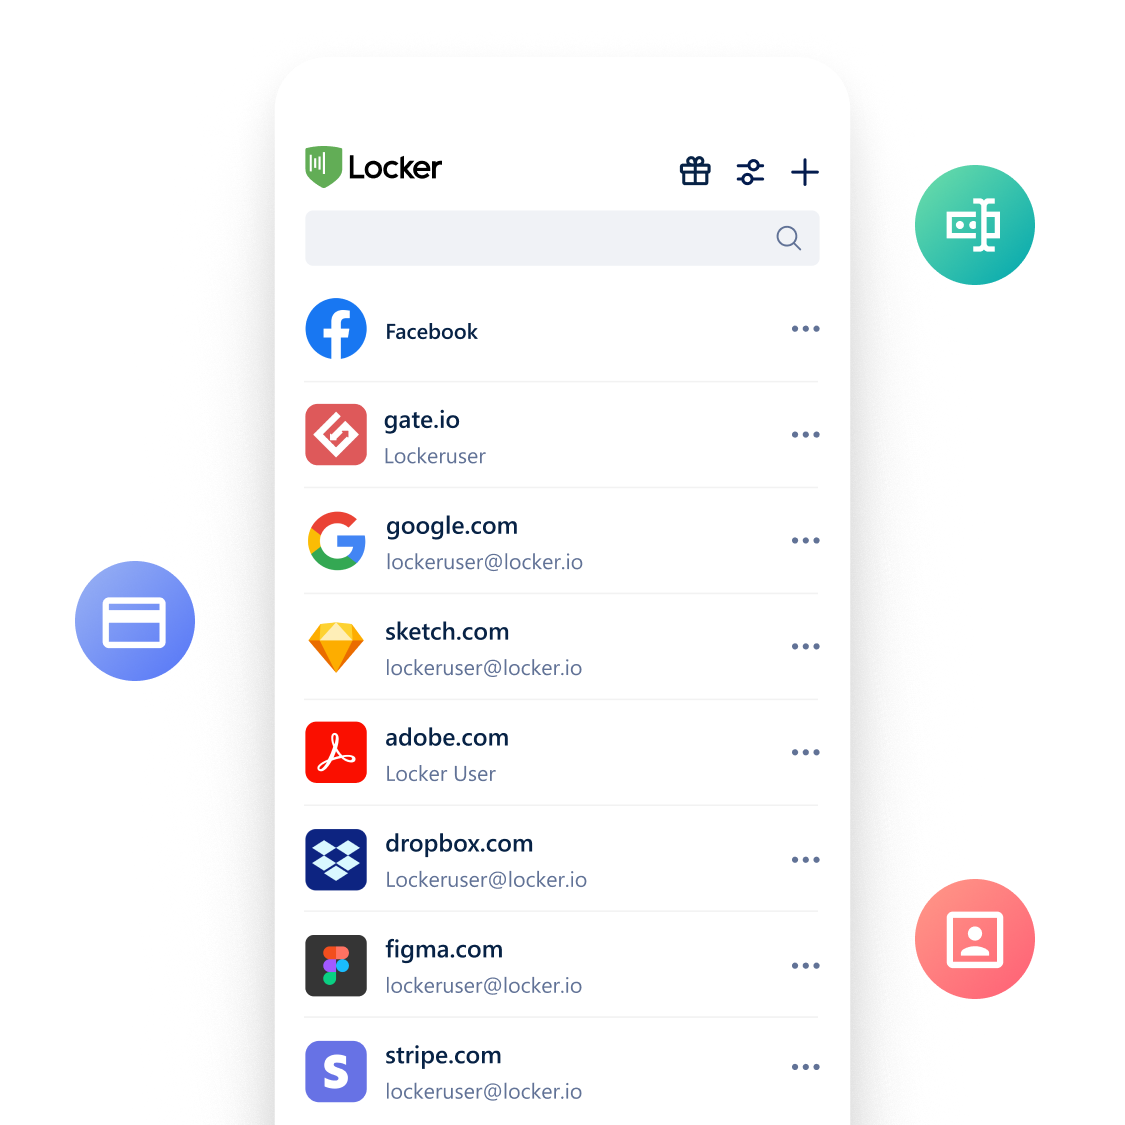 Locker
Facebook
gate.io
Lockeruser
google.com
lockeruser@locker.io
sketch.com
lockeruser@locker.io
adobe.com
Locker User
dropbox.com
Lockeruser@locker.io
figma.com
lockeruser@locker.io
stripe.com
lockeruser@locker.io